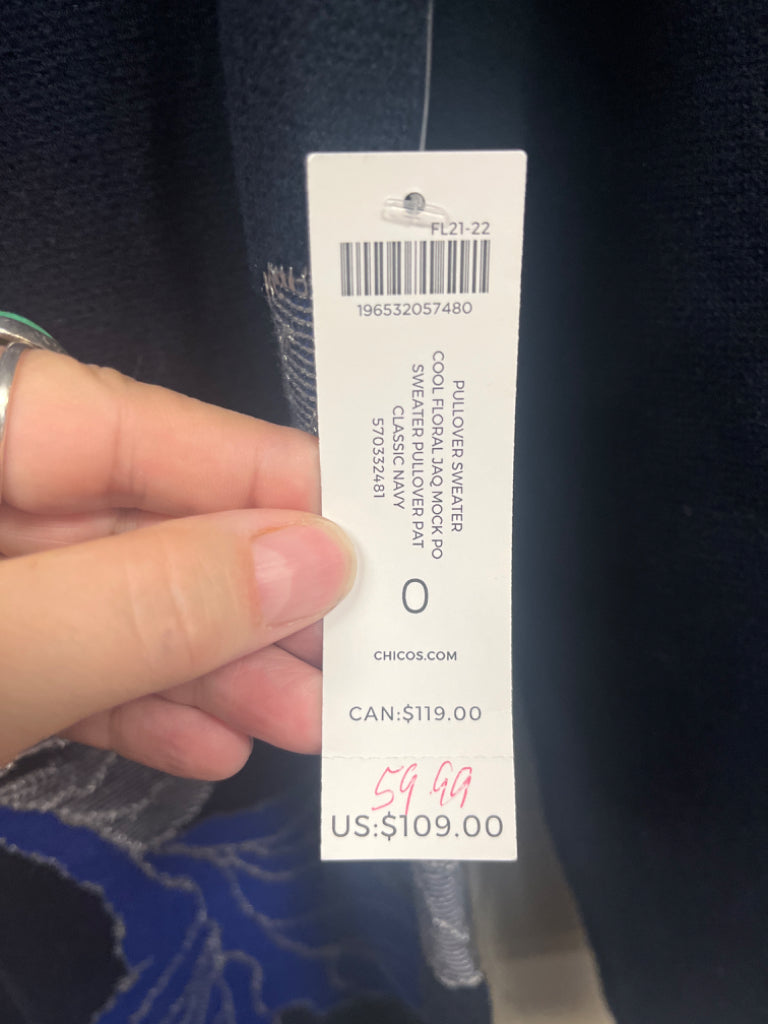 FL21-22
196532057480
PULLOVER SWEATER
COOL FLORAL JAQ MOCK PO
SWEATER PULLOVER PAT
CLASSIC NAVY
570332481
0
CHICOS.COM
CAN:$119.00
59.99
US:$109.00